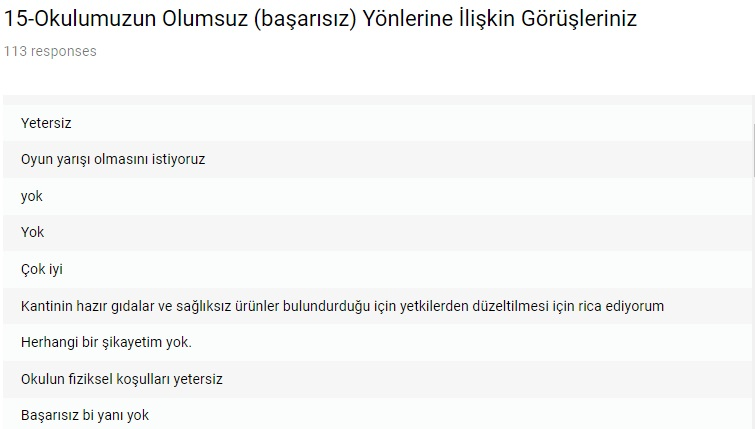 15-Okulumuzun Olumsuz (başarısız) Yönlerine İlişkin Görüşleriniz
113 responses
Yetersiz
Oyun yarışı olmasını istiyoruz
yok
Yok
Çok iyi
Kantinin hazır gıdalar ve sağlıksız ürünler bulundurduğu için yetkilerden düzeltilmesi için rica ediyorum
Herhangi bir şikayetim yok.
Okulun fiziksel koşulları yetersiz
Başarısız bi yanı yok